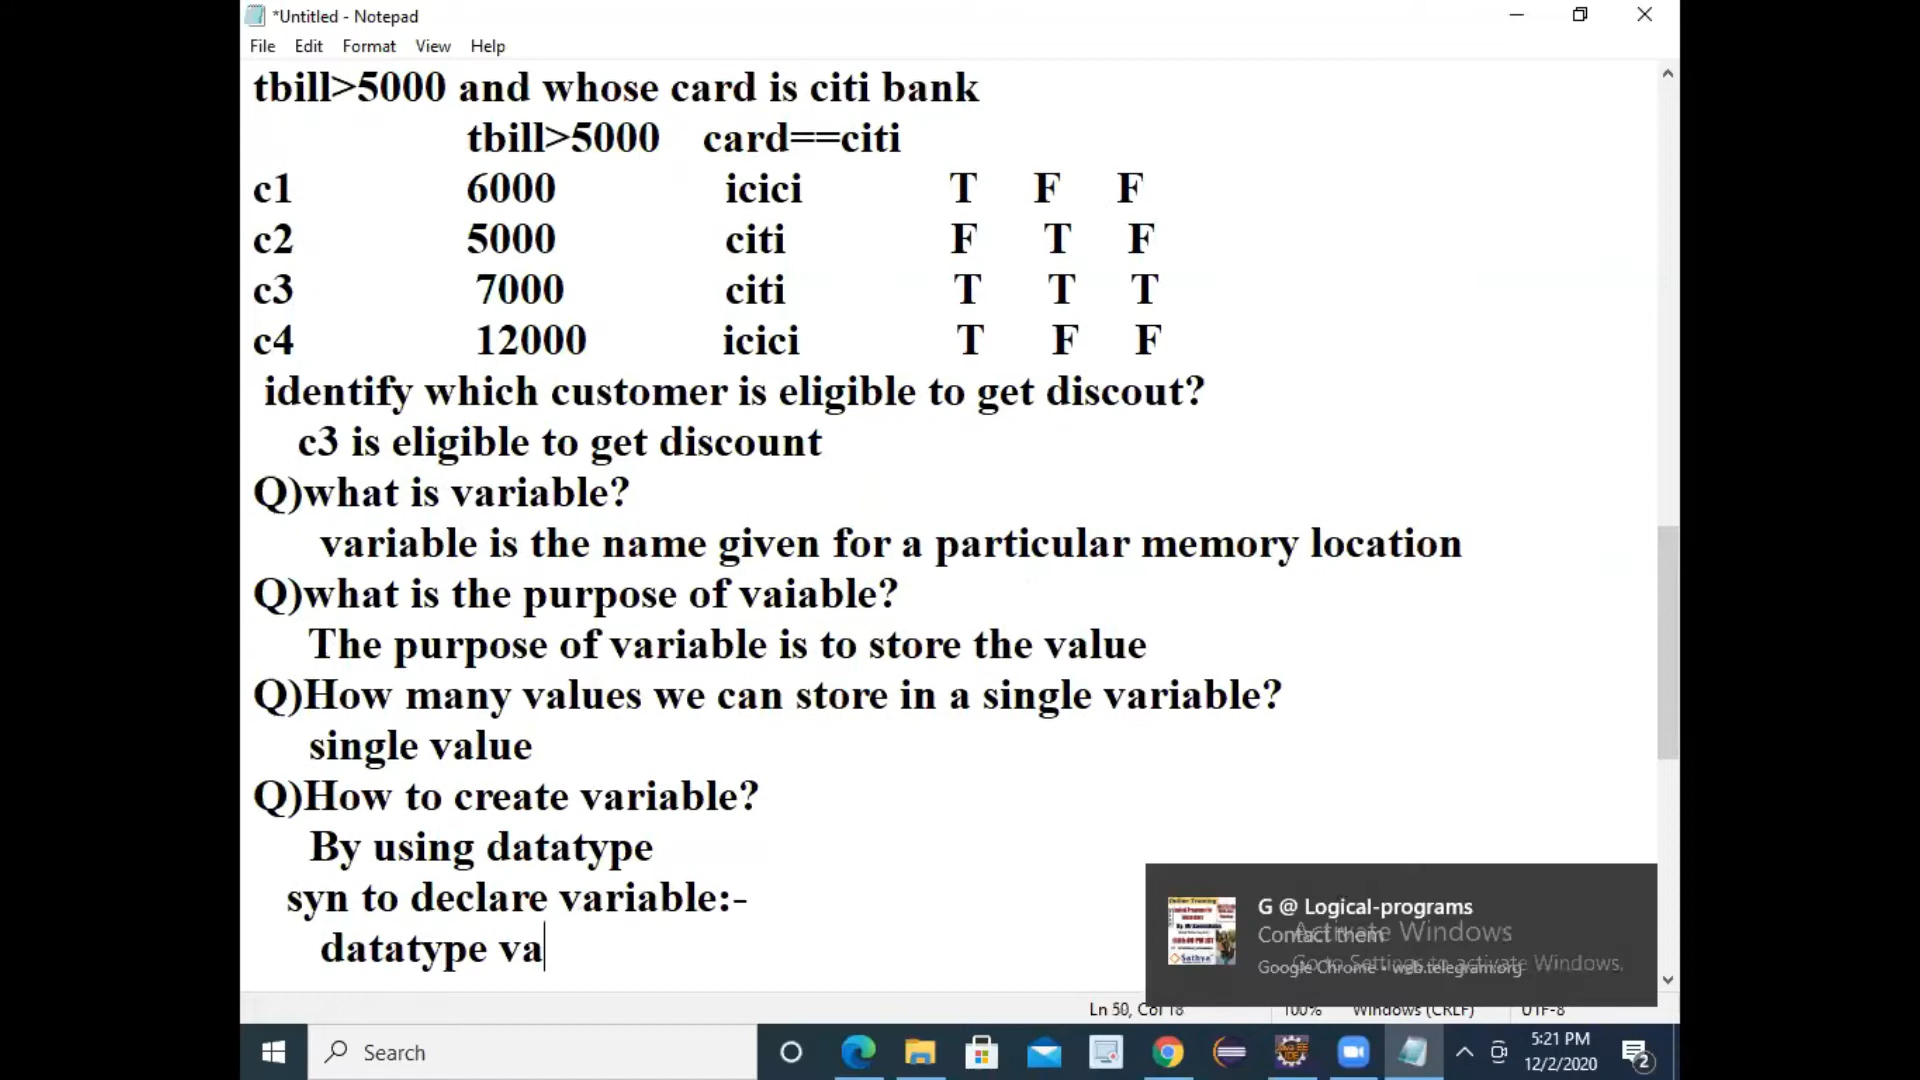 *Untitled - Notepad
File Edit Format View Help
tbill>5000 and whose card is citi bank
tbill>5000 card==citi
c1 6000 icici T F F
c2 5000 citi F T F
c3 7000 citi T T T
c4 12000 icici T F F
identify which customer is eligible to get discout?
c3 is eligible to get discount
Q)what is variable?
variable is the name given for a particular memory location
Q)what is the purpose of vaiable?
The purpose of variable is to store the value
Q)How many values we can store in a single variable?
single value
Q)How to create variable?
By using datatype
syn to declare variable:-
datatype va
G @ Logical-programs
Contact them
Activate Windows
Google Chrome • web.telegram.org
Go to Settings to activate Windows.
Ln 50, Col 18 100% Windows (CRLF) UTF-8
Search
5:21 PM
12/2/2020
2